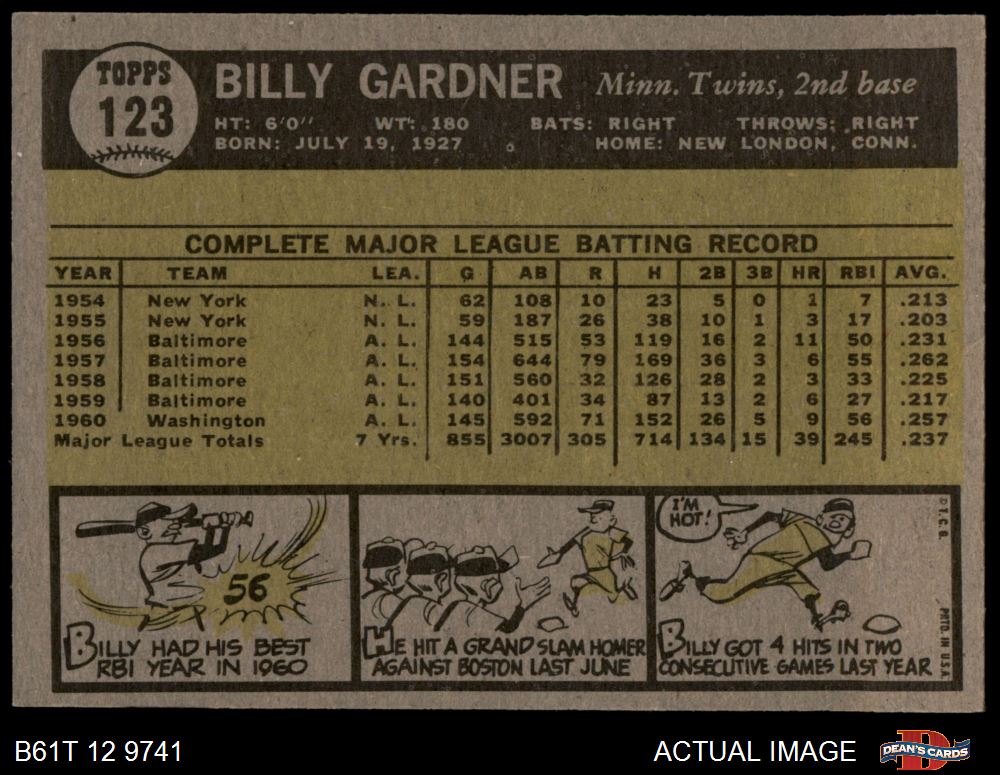 TOPPS
123
BILLY GARDNER Minn. Twins, 2nd base
HT: 6'0" WT: 180 BATS: RIGHT THROWS: RIGHT
BORN: JULY 19, 1927 HOME: NEW LONDON, CONN.
COMPLETE MAJOR LEAGUE BATTING RECORD
YEAR TEAM LEA. G AB R H 2B 3B HR RBI AVG.
1954 New York N. L. 62 108 10 23 5 0 1 7 .213
1955 New York N. L. 59 187 26 38 10 1 3 17 .203
1956 Baltimore A. L. 144 515 53 119 16 2 11 50 .231
1957 Baltimore A. L. 154 644 79 169 36 3 6 55 .262
1958 Baltimore A. L. 151 560 32 126 28 2 3 33 .225
1959 Baltimore A. L. 140 401 34 87 13 2 6 27 .217
1960 Washington A. L. 145 592 71 152 26 5 9 56 .257
Major League Totals 7 Yrs. 855 3007 305 714 134 15 39 245 .237
56
BILLY HAD HIS BEST
RBI YEAR IN 1960
HE HIT A GRAND SLAM HOMER
AGAINST BOSTON LAST JUNE
I'M
HOT!
BILLY GOT 4 HITS IN TWO
CONSECUTIVE GAMES LAST YEAR
© T.C.G. PRTD. IN U.S.A.
B61T 12 9741
ACTUAL IMAGE
DEAN'S CARDS